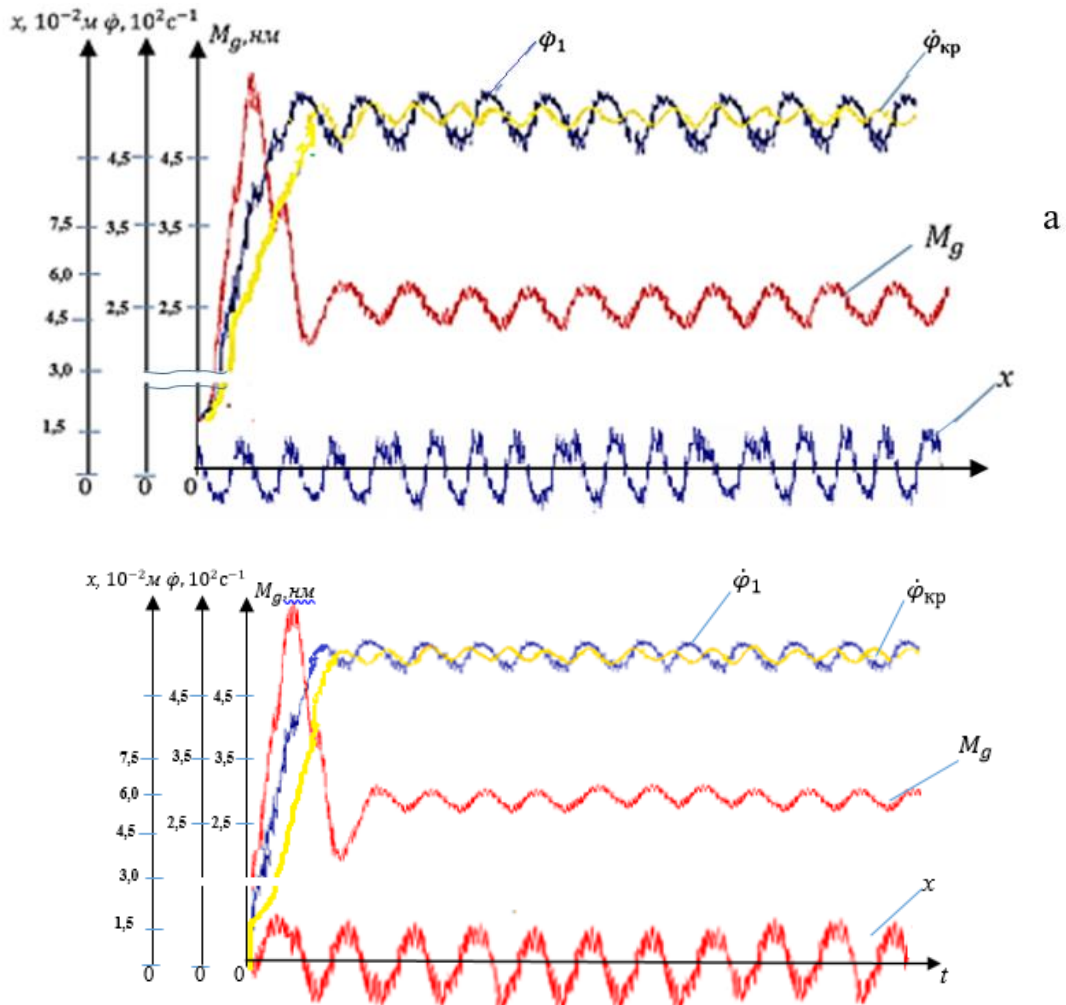 x, 10⁻²м φ̇, 10²с⁻¹ M_g, нм
φ̇₁
φ̇кр
4,5 4,5
7,5 3,5 3,5
а
M_g
6,0
4,5 2,5 2,5
3,0
x
1,5
0 0 0
x, 10⁻²м φ̇, 10²с⁻¹ M_g, нм
φ̇₁
φ̇кр
4,5 4,5
7,5 3,5 3,5
M_g
6,0
2,5 2,5
4,5
3,0
x
1,5
0 0 0 t